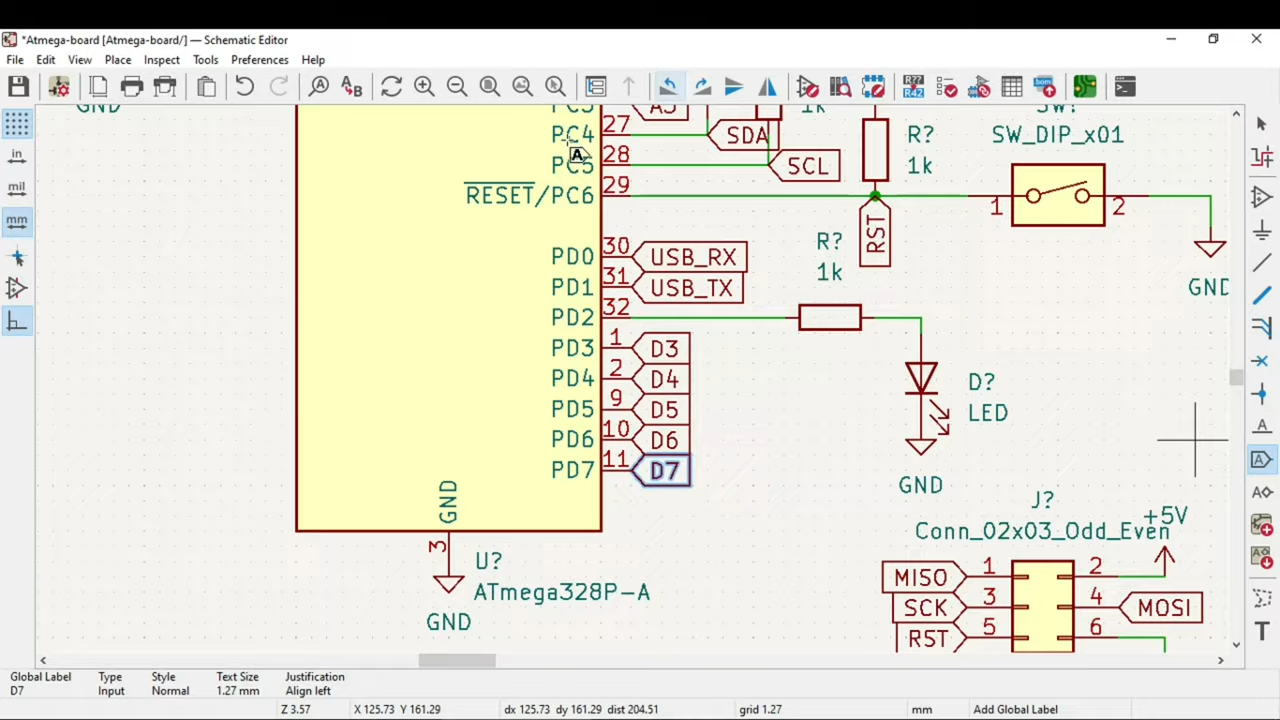 *Atmega-board [Atmega-board/] — Schematic Editor
File Edit View Place Inspect Tools Preferences Help
in
mil
mm
GND
PC3
PC4
PC5
RESET/PC6
PD0
PD1
PD2
PD3
PD4
PD5
PD6
PD7
GND
27
28
29
30
31
32
1
2
9
10
11
3
A3
SDA
SCL
USB_RX
USB_TX
D3
D4
D5
D6
D7
U?
ATmega328P-A
GND
1k
R?
1k
RST
R?
1k
SW?
SW_DIP_x01
1
2
GND
D?
LED
GND
J?
Conn_02x03_Odd_Even
+5V
MISO 1 2
SCK 3 4 MOSI
RST 5 6
Global Label Type Style Text Size Justification
D7 Input Normal 1.27 mm Align left
Z 3.57 X 125.73 Y 161.29 dx 125.73 dy 161.29 dist 204.51 grid 1.27 mm Add Global Label